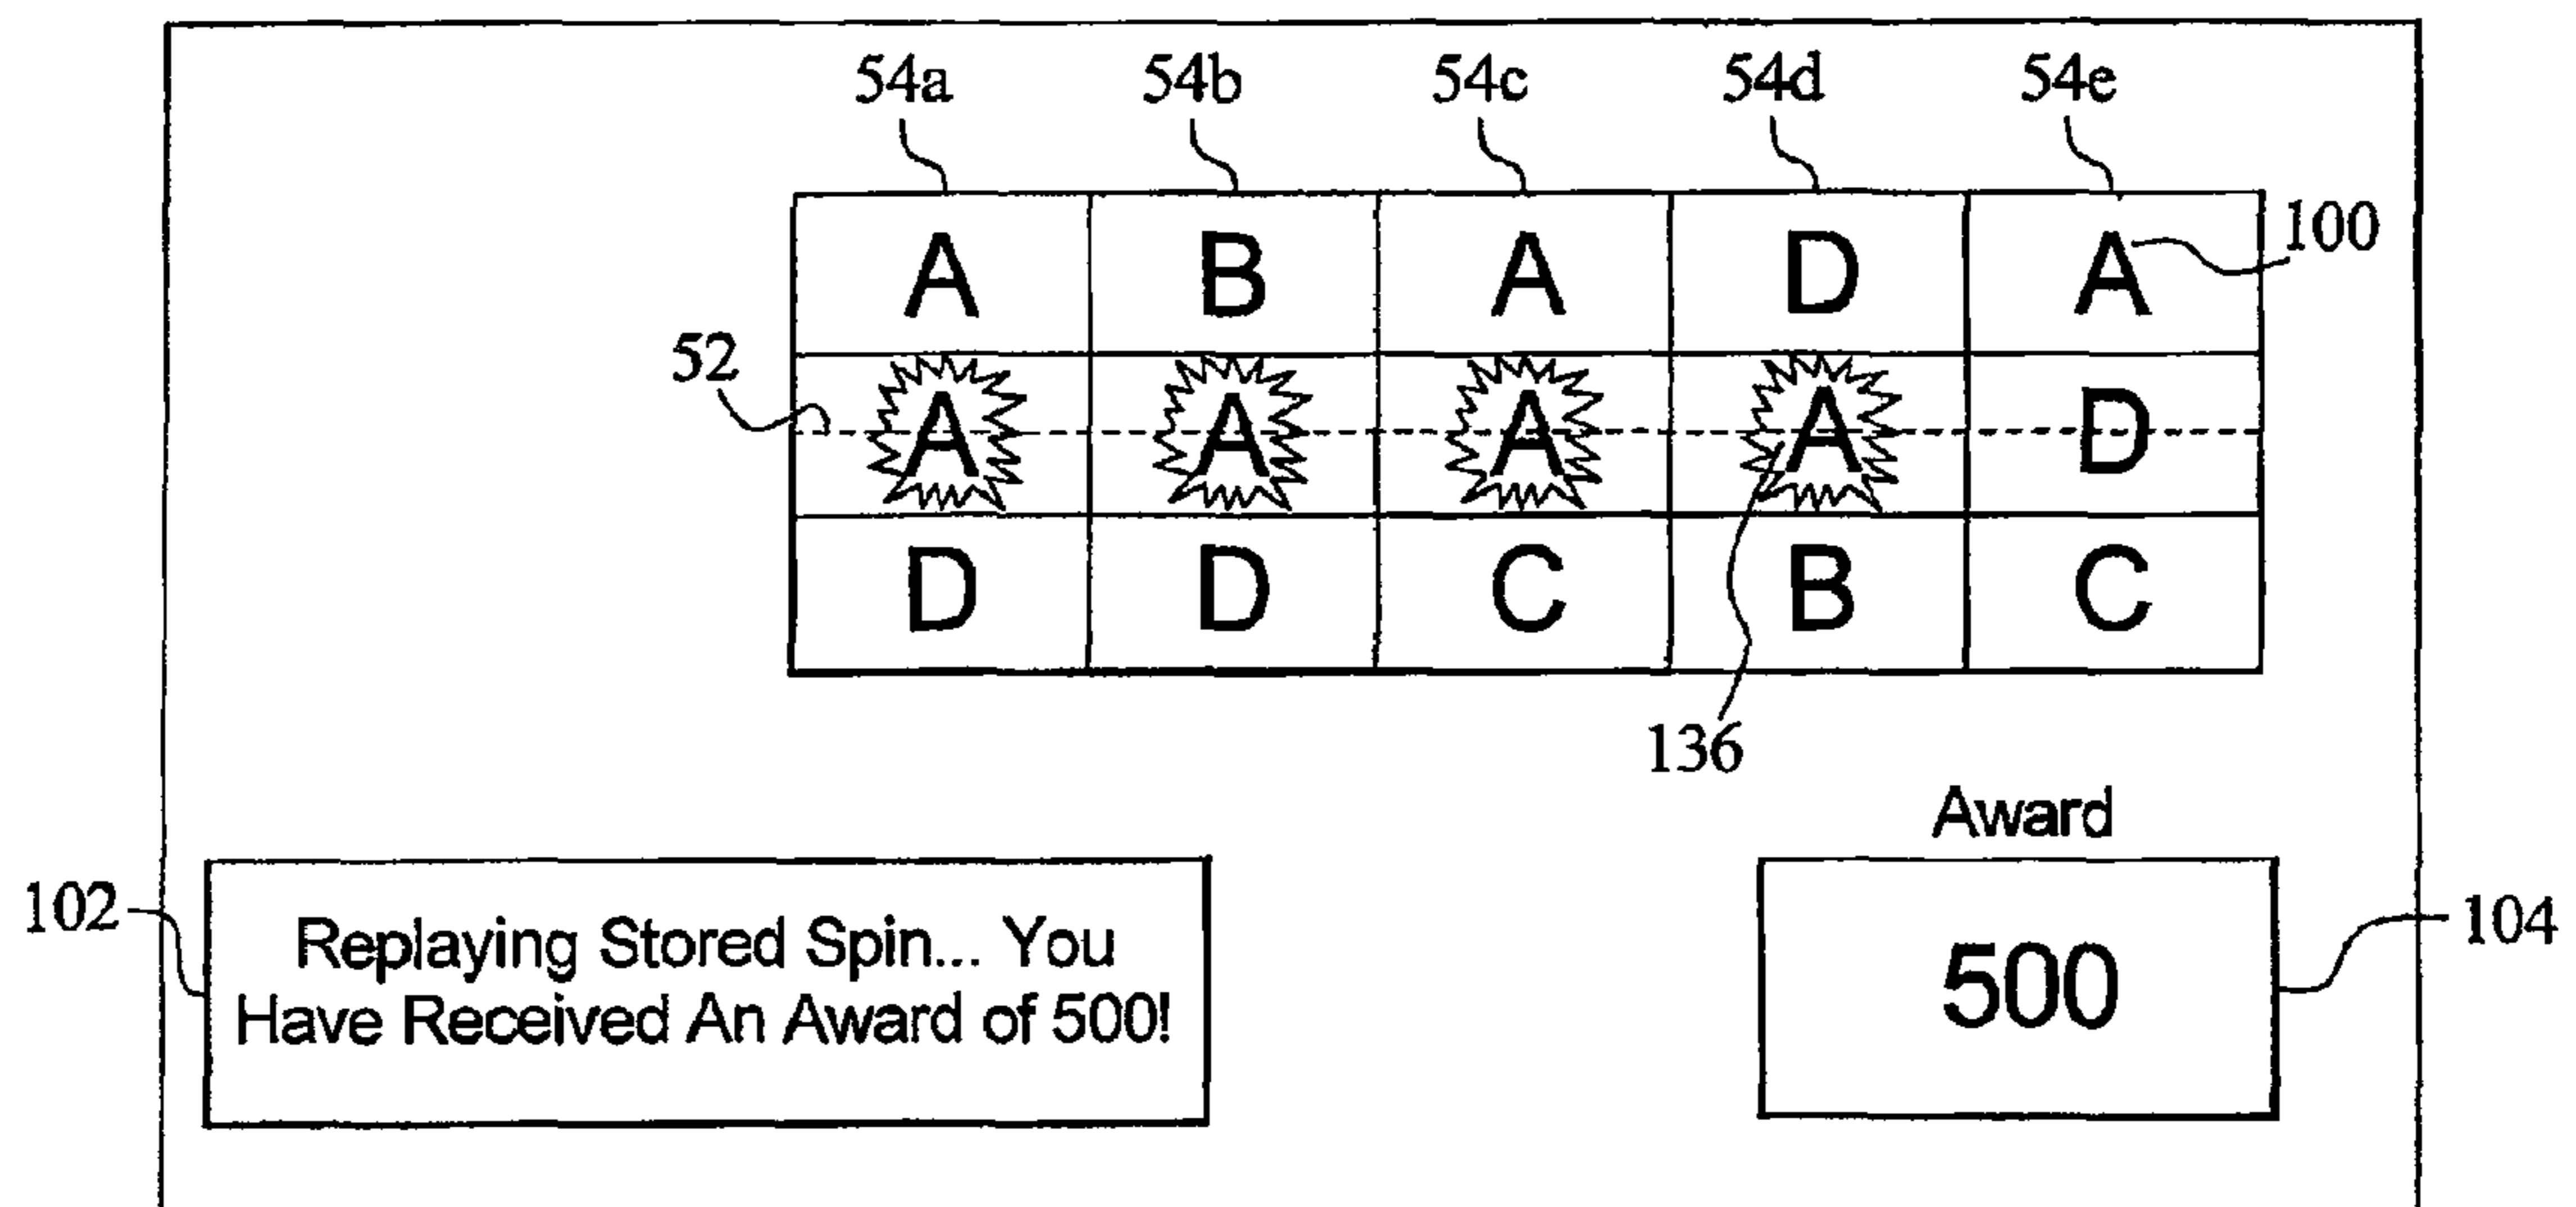 54a 54b 54c 54d 54e
A B A D A 100
52
A A A A D
D D C B C
136
Award
102
Replaying Stored Spin... You
Have Received An Award of 500!
500
104